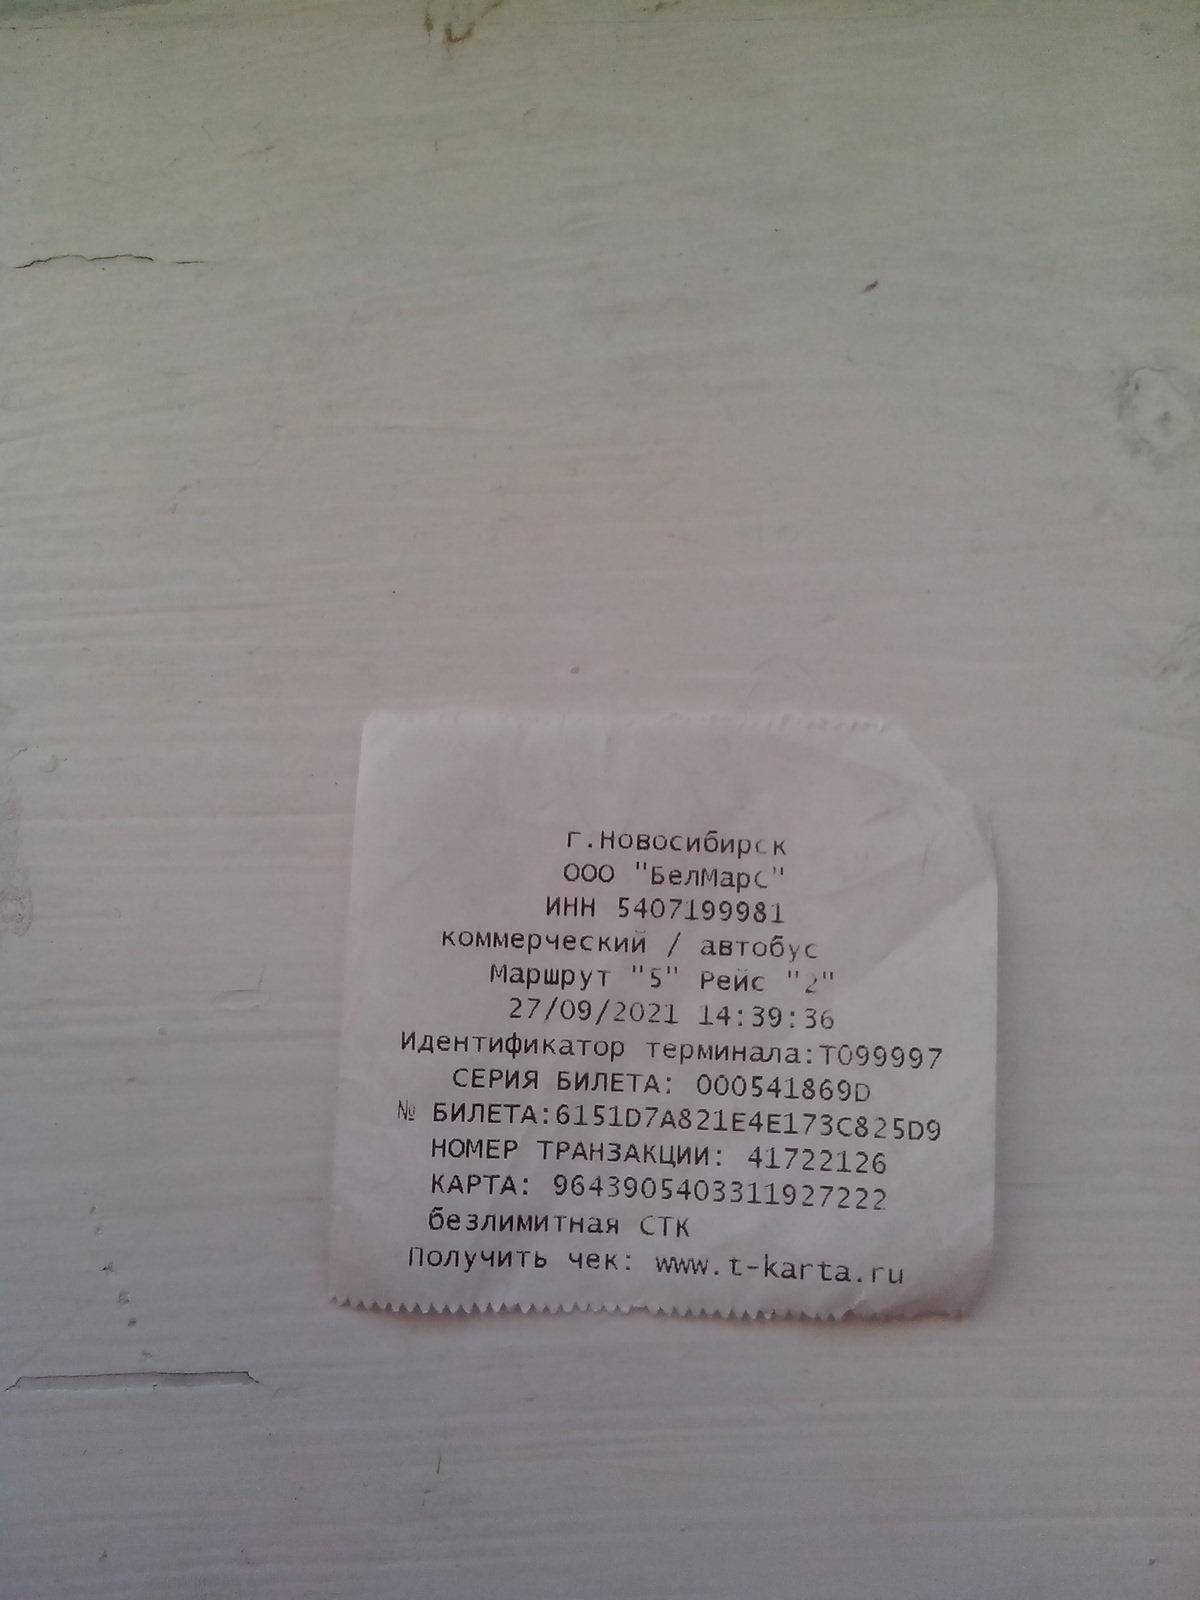 г.Новосибирск
ООО "БелМарС"
ИНН 5407199981
коммерческий / автобус
Маршрут "5" Рейс "2"
27/09/2021 14:39:36
Идентификатор терминала:T099997
СЕРИЯ БИЛЕТА: 000541869D
№ БИЛЕТА:6151D7A821E4E173C825D9
НОМЕР ТРАНЗАКЦИИ: 41722126
КАРТА: 9643905403311927222
безлимитная СТК
Получить чек: www.t-karta.ru